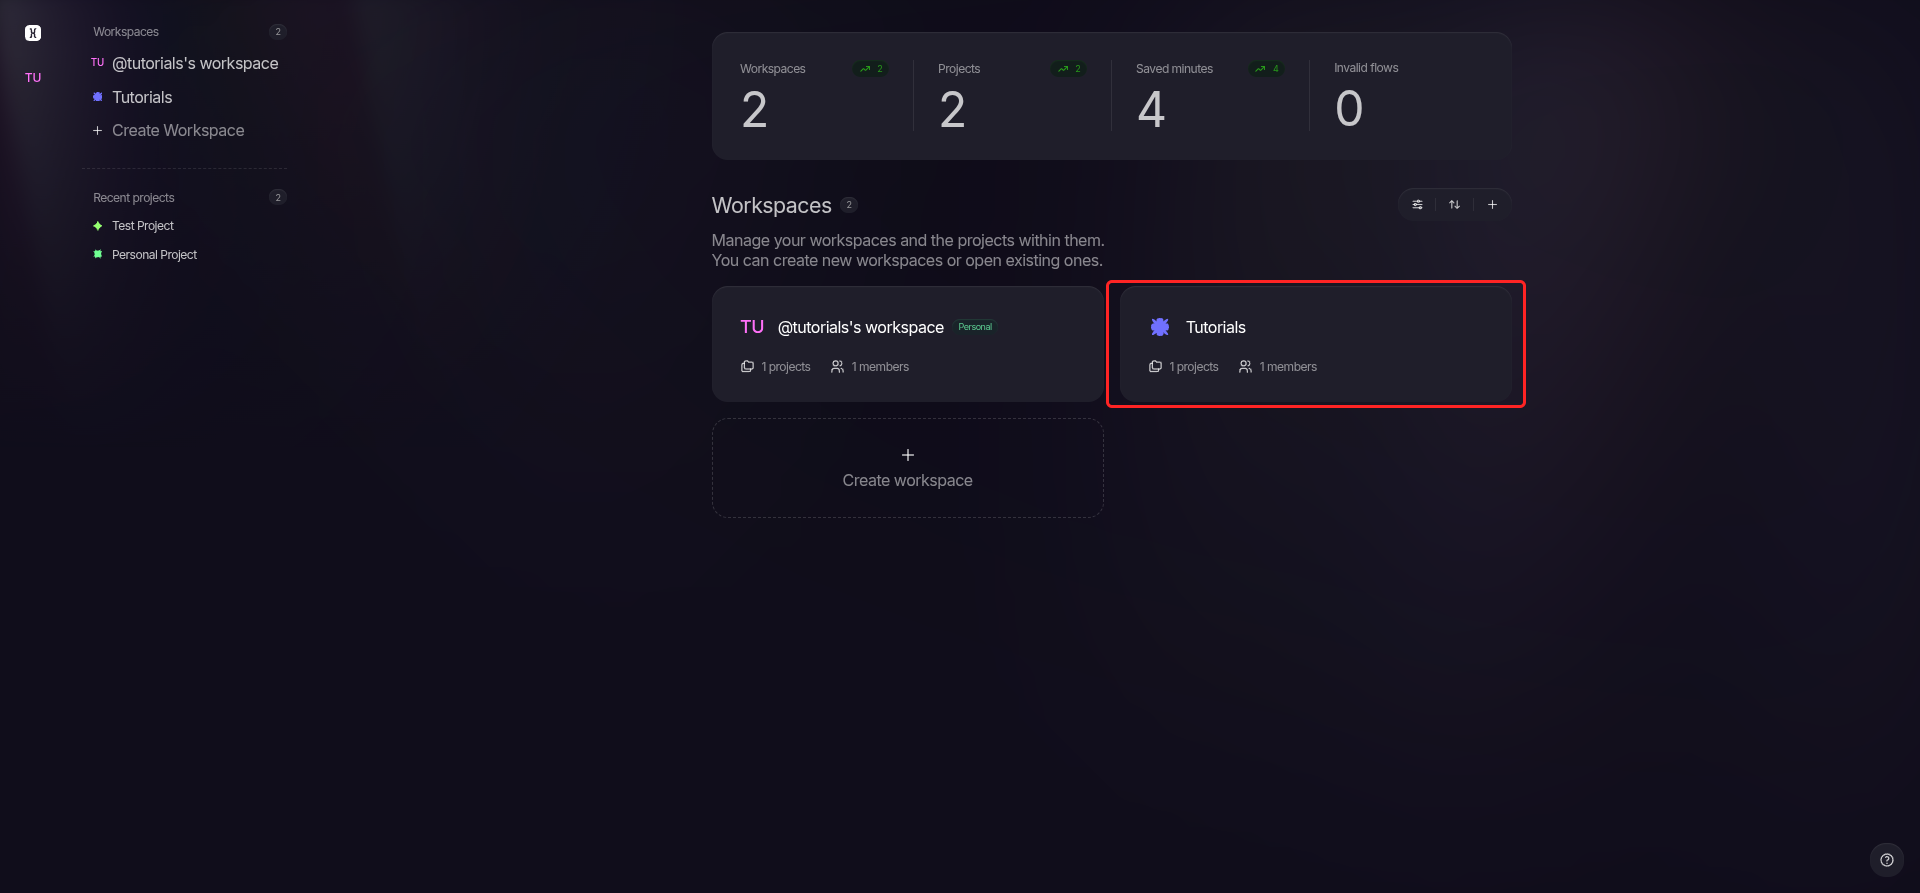 Workspaces 2
TU @tutorials's workspace
TU
Tutorials
Create Workspace
Recent projects 2
Test Project
Personal Project
Workspaces 2 Projects 2 Saved minutes 4 Invalid flows
2 2 4 0
Workspaces 2
Manage your workspaces and the projects within them.
You can create new workspaces or open existing ones.
TU @tutorials's workspace Personal
1 projects 1 members
Tutorials
1 projects 1 members
Create workspace